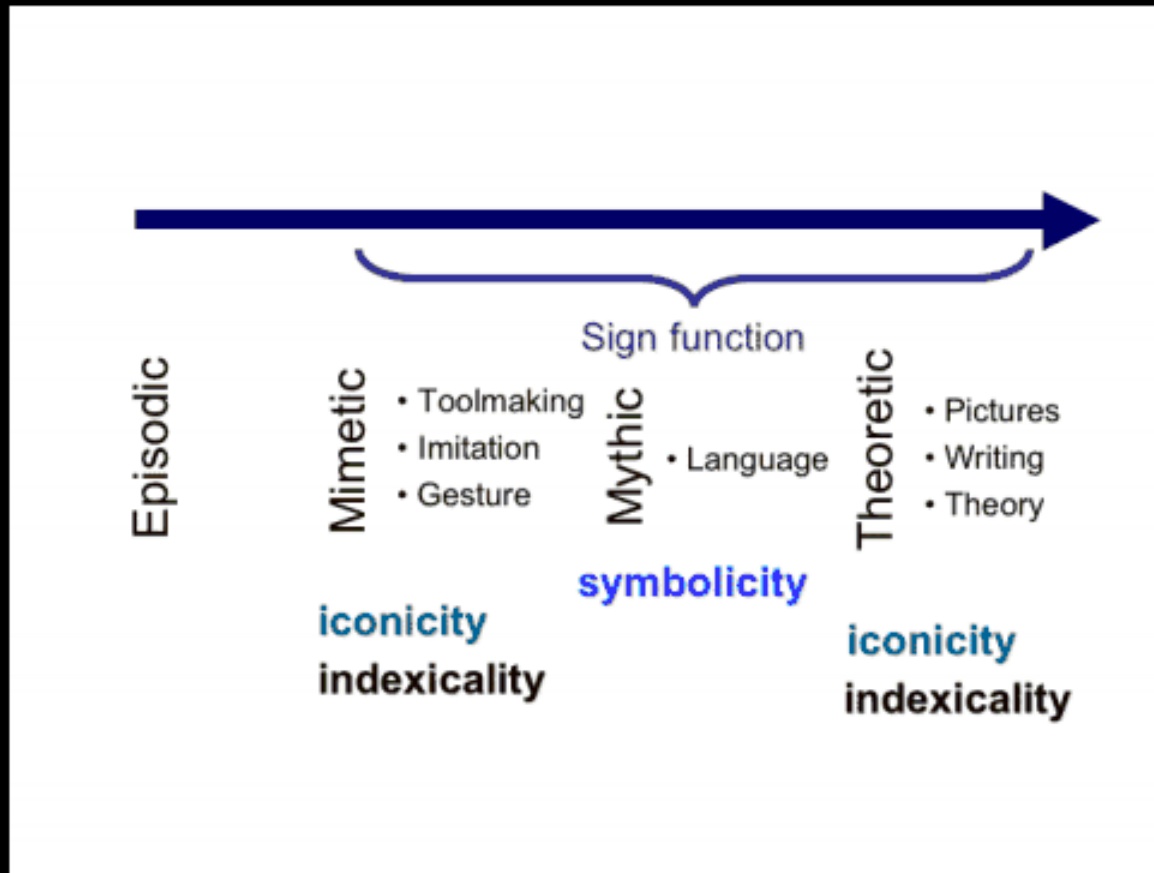 Sign function
Episodic
Mimetic
• Toolmaking
• Imitation
• Gesture
Mythic
• Language
Theoretic
• Pictures
• Writing
• Theory
symbolicity
iconicity
indexicality
iconicity
indexicality